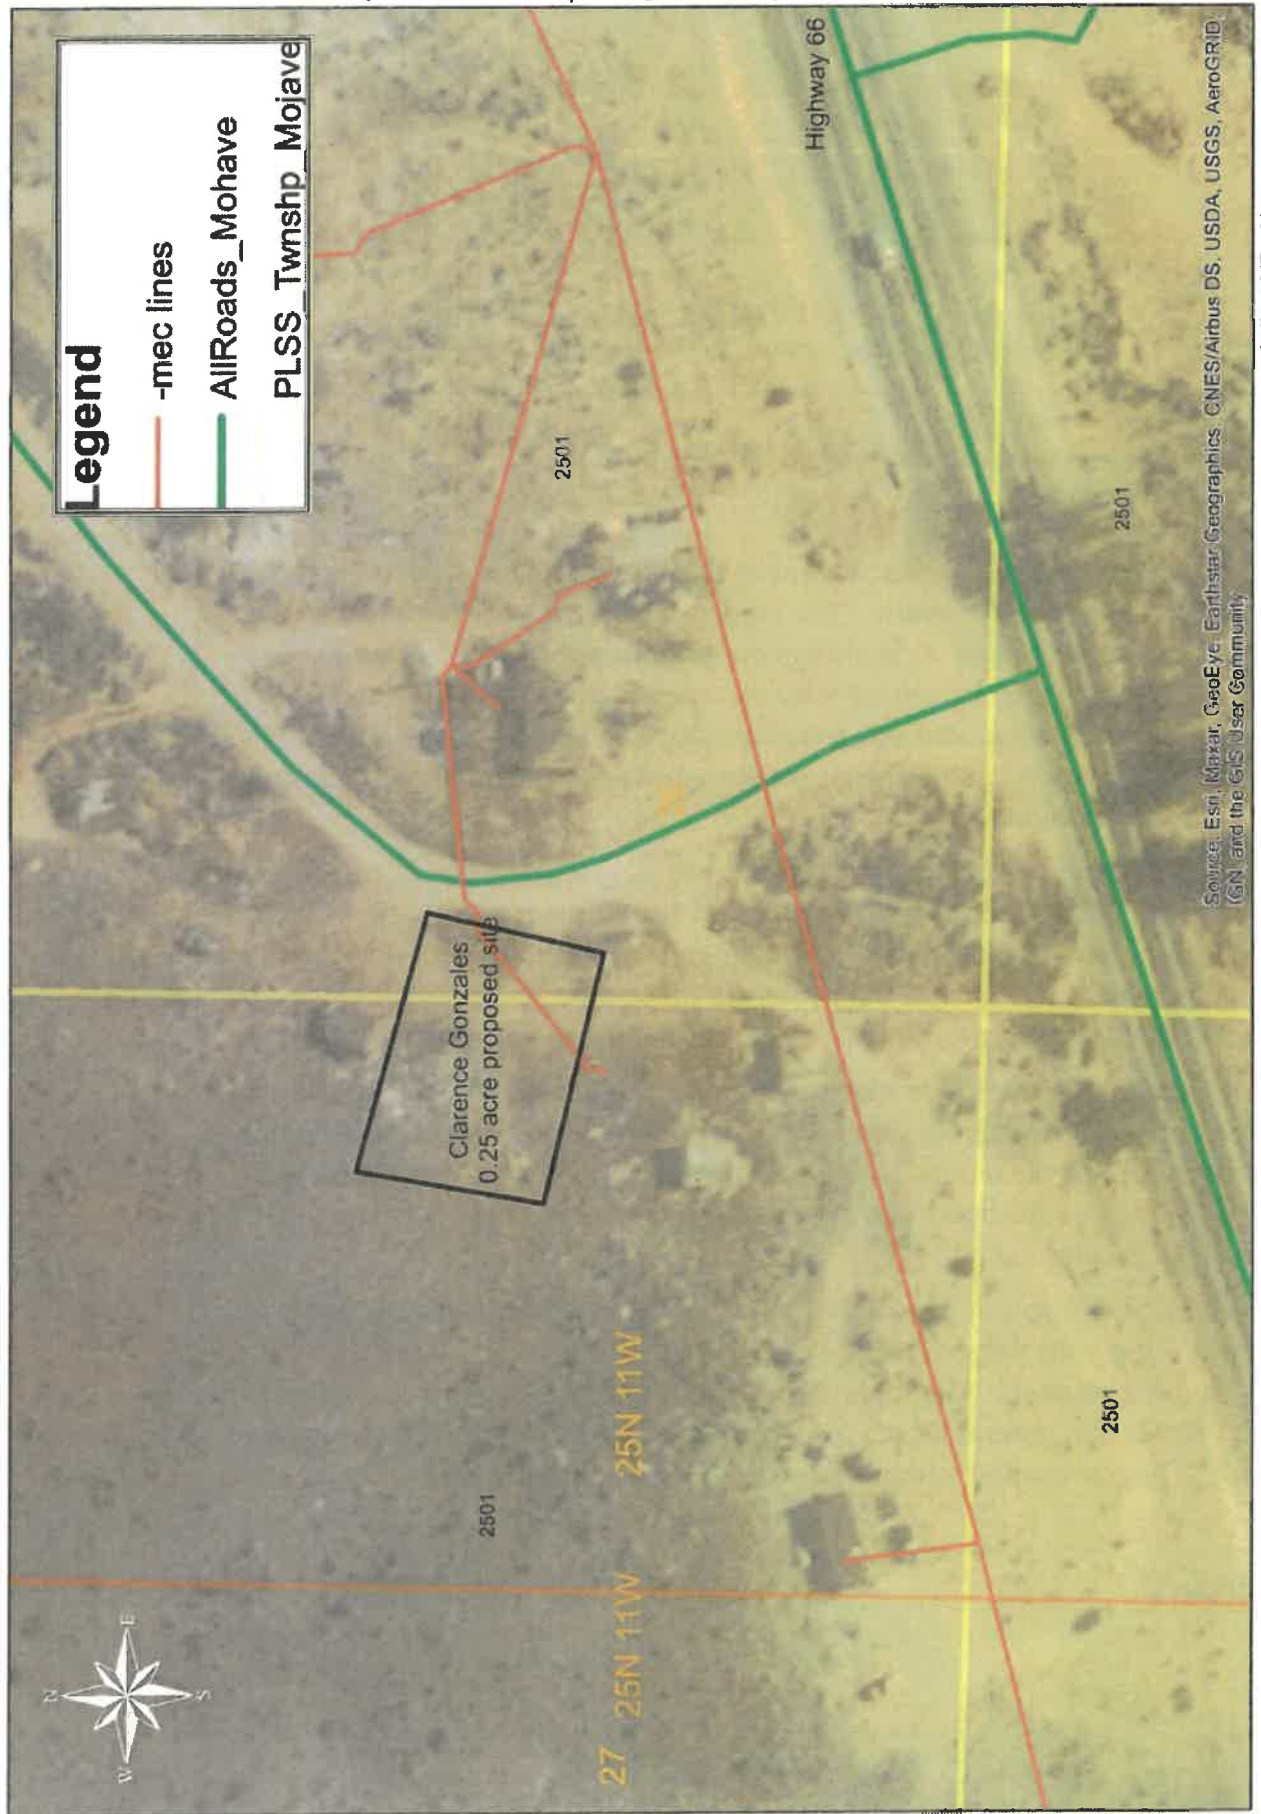 Legend
-mec lines
AllRoads_Mohave
PLSS_Twnshp_Mojave
N
W
E
S
Highway 66
2501
Clarence Gonzales
0.25 acre proposed site
2501
2501
27 25N 11W
25N 11W
2501
Source: Esri, Maxar, GeoEye, Earthstar Geographics, CNES/Airbus DS, USDA, USGS, AeroGRID,
IGN, and the GIS User Community